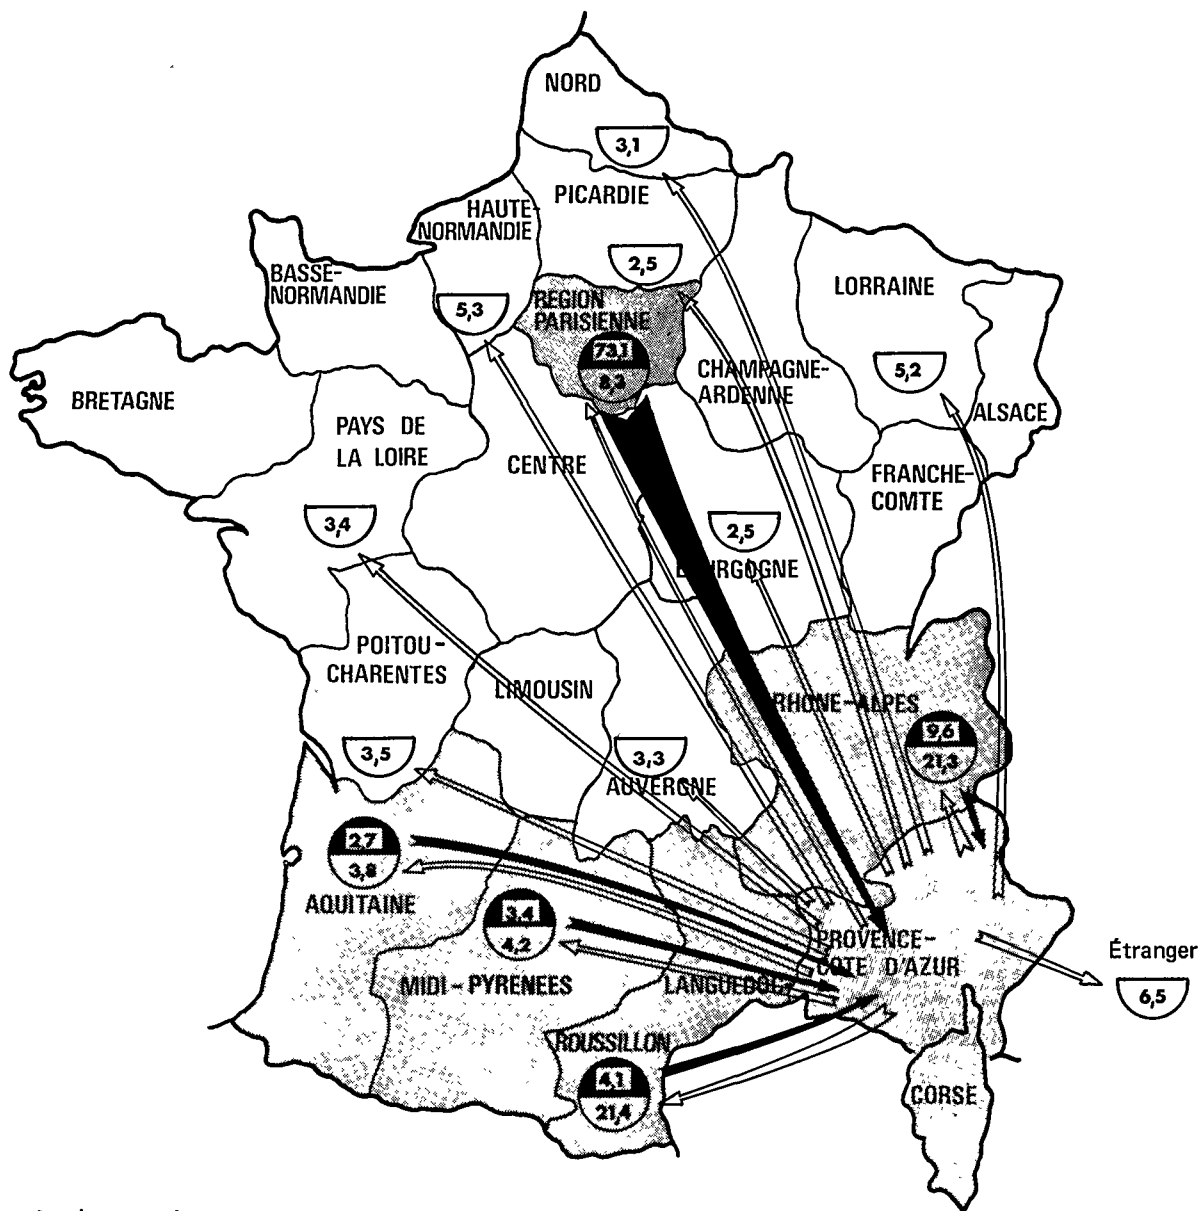 NORD
3,1
PICARDIE
HAUTE-
NORMANDIE
2,5
BASSE-
NORMANDIE
5,3
REGION
PARISIENNE
73,1
8,3
LORRAINE
5,2
CHAMPAGNE-
ARDENNE
ALSACE
BRETAGNE
PAYS DE
LA LOIRE
CENTRE
FRANCHE-
COMTE
3,4
2,5
BOURGOGNE
POITOU-
CHARENTES
LIMOUSIN
RHONE-ALPES
9,6
21,3
3,5
3,3
AUVERGNE
2,7
3,8
AQUITAINE
3,4
4,2
PROVENCE-
COTE D'AZUR
Étranger
6,5
MIDI-PYRENEES
LANGUEDOC-
ROUSSILLON
4,1
21,4
CORSE